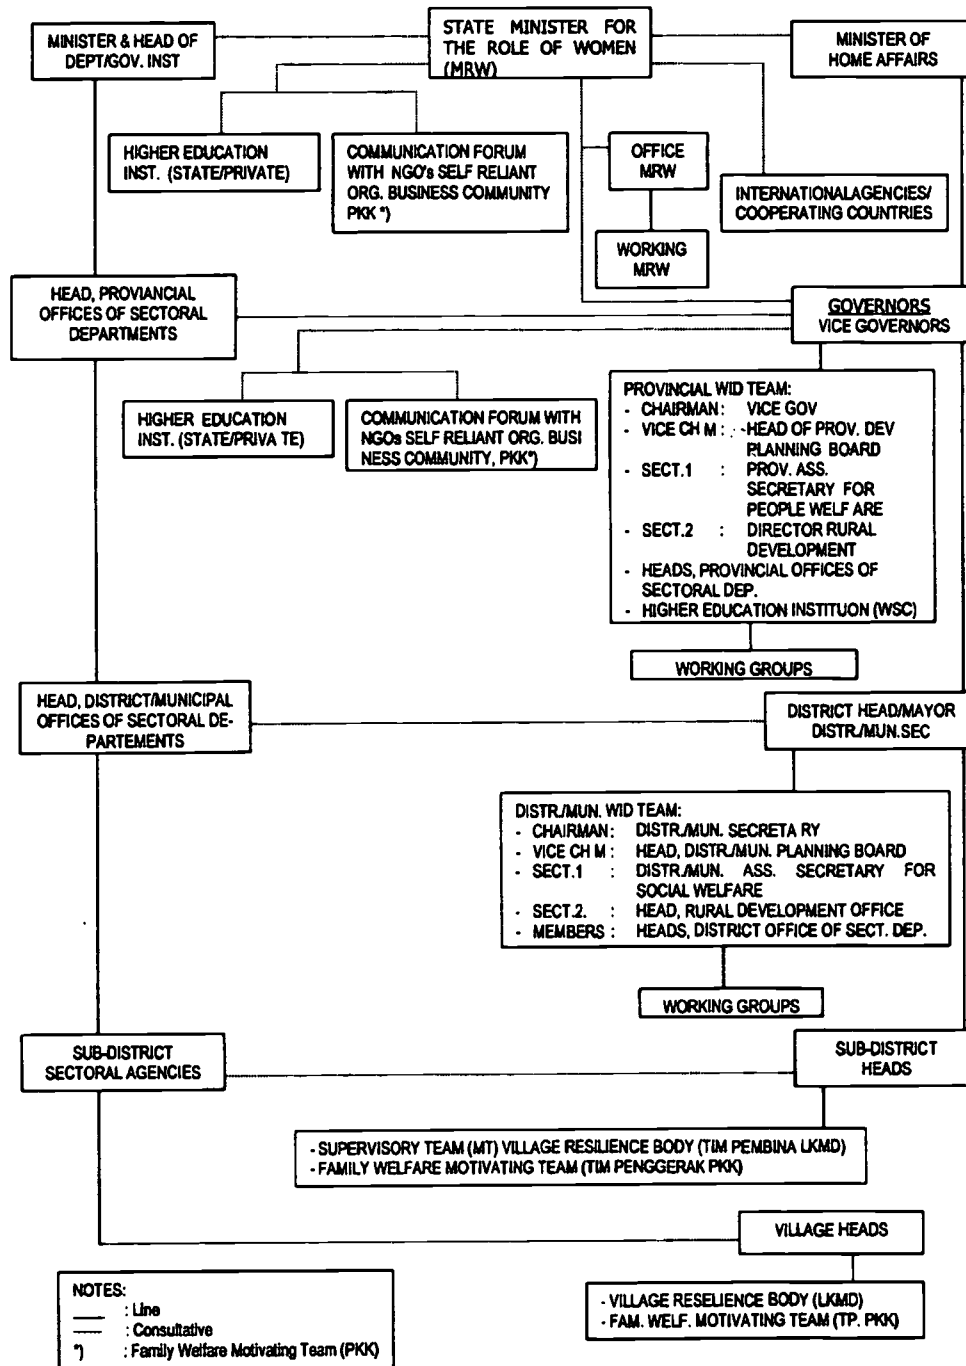 MINISTER & HEAD OF
DEPT/GOV. INST
STATE MINISTER FOR
THE ROLE OF WOMEN
(MRW)
MINISTER OF
HOME AFFAIRS
HIGHER EDUCATION
INST. (STATE/PRIVATE)
COMMUNICATION FORUM
WITH NGO's SELF RELIANT
ORG. BUSINESS COMMUNITY
PKK *)
OFFICE
MRW
INTERNATIONALAGENCIES/
COOPERATING COUNTRIES
WORKING
MRW
HEAD, PROVIANCIAL
OFFICES OF SECTORAL
DEPARTMENTS
GOVERNORS
VICE GOVERNORS
HIGHER EDUCATION
INST. (STATE/PRIVA TE)
COMMUNICATION FORUM WITH
NGOs SELF RELIANT ORG. BUSI
NESS COMMUNITY, PKK*)
PROVINCIAL WID TEAM:
- CHAIRMAN : VICE GOV
- VICE CH M : HEAD OF PROV. DEV
PLANNING BOARD
- SECT.1 : PROV. ASS.
SECRETARY FOR
PEOPLE WELF ARE
- SECT.2 : DIRECTOR RURAL
DEVELOPMENT
- HEADS, PROVINCIAL OFFICES OF
SECTORAL DEP.
- HIGHER EDUCATION INSTITUON (WSC)
WORKING GROUPS
HEAD, DISTRICT/MUNICIPAL
OFFICES OF SECTORAL DE-
PARTEMENTS
DISTRICT HEAD/MAYOR
DISTR./MUN.SEC
DISTR./MUN. WID TEAM:
- CHAIRMAN : DISTR./MUN. SECRETA RY
- VICE CH M : HEAD, DISTR./MUN. PLANNING BOARD
- SECT.1 : DISTR./MUN. ASS. SECRETARY FOR
SOCIAL WELFARE
- SECT.2. : HEAD, RURAL DEVELOPMENT OFFICE
- MEMBERS : HEADS, DISTRICT OFFICE OF SECT. DEP.
WORKING GROUPS
SUB-DISTRICT
SECTORAL AGENCIES
SUB-DISTRICT
HEADS
- SUPERVISORY TEAM (MT) VILLAGE RESILIENCE BODY (TIM PEMBINA LKMD)
- FAMILY WELFARE MOTIVATING TEAM (TIM PENGGERAK PKK)
VILLAGE HEADS
- VILLAGE RESELIENCE BODY (LKMD)
- FAM. WELF. MOTIVATING TEAM (TP. PKK)
NOTES:
: Line
: Consultative
*) : Family Welfare Motivating Team (PKK)